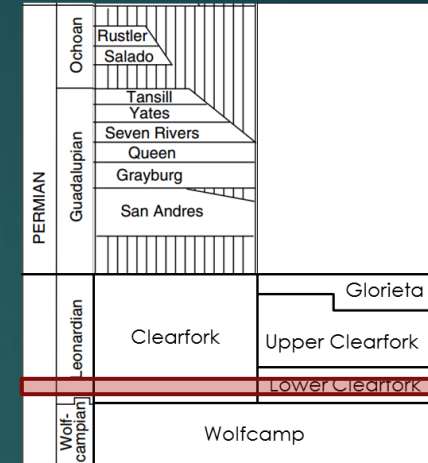 PERMIAN
Ochoan
Guadalupian
Leonardian
Wolf-
campian
Rustler
Salado
Tansill
Yates
Seven Rivers
Queen
Grayburg
San Andres
Clearfork
Glorieta
Upper Clearfork
Lower Clearfork
Wolfcamp